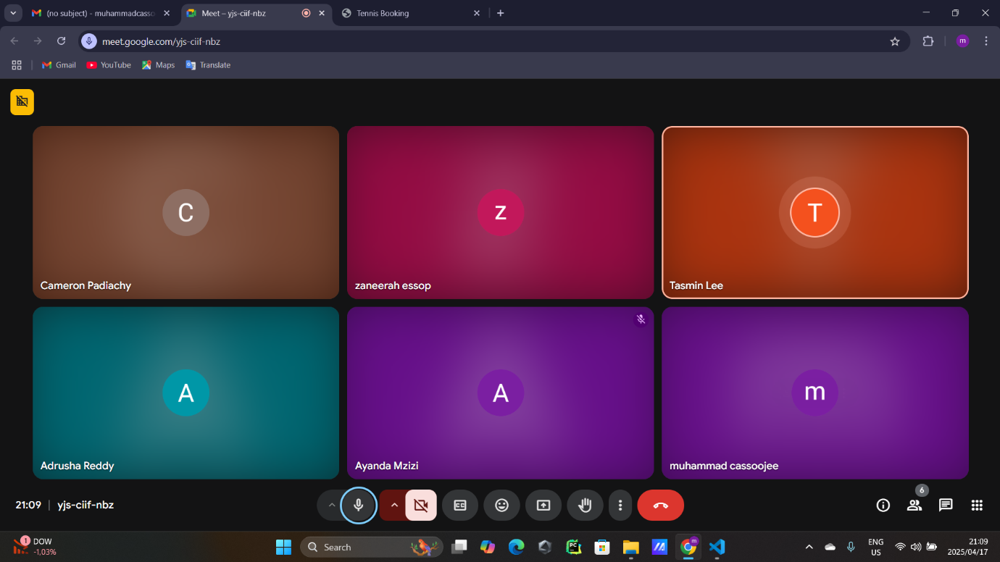 (no subject) - muhammadcasso
Meet – yjs-ciif-nbz
Tennis Booking
meet.google.com/yjs-ciif-nbz
m
Gmail
YouTube
Maps
Translate
C
Cameron Padiachy
z
zaneerah essop
T
Tasmin Lee
A
Adrusha Reddy
A
Ayanda Mzizi
m
muhammad cassoojee
21:09 | yjs-ciif-nbz
CC
6
1
DOW
-1,03%
Search
PC
m
ENG
US
21:09
2025/04/17